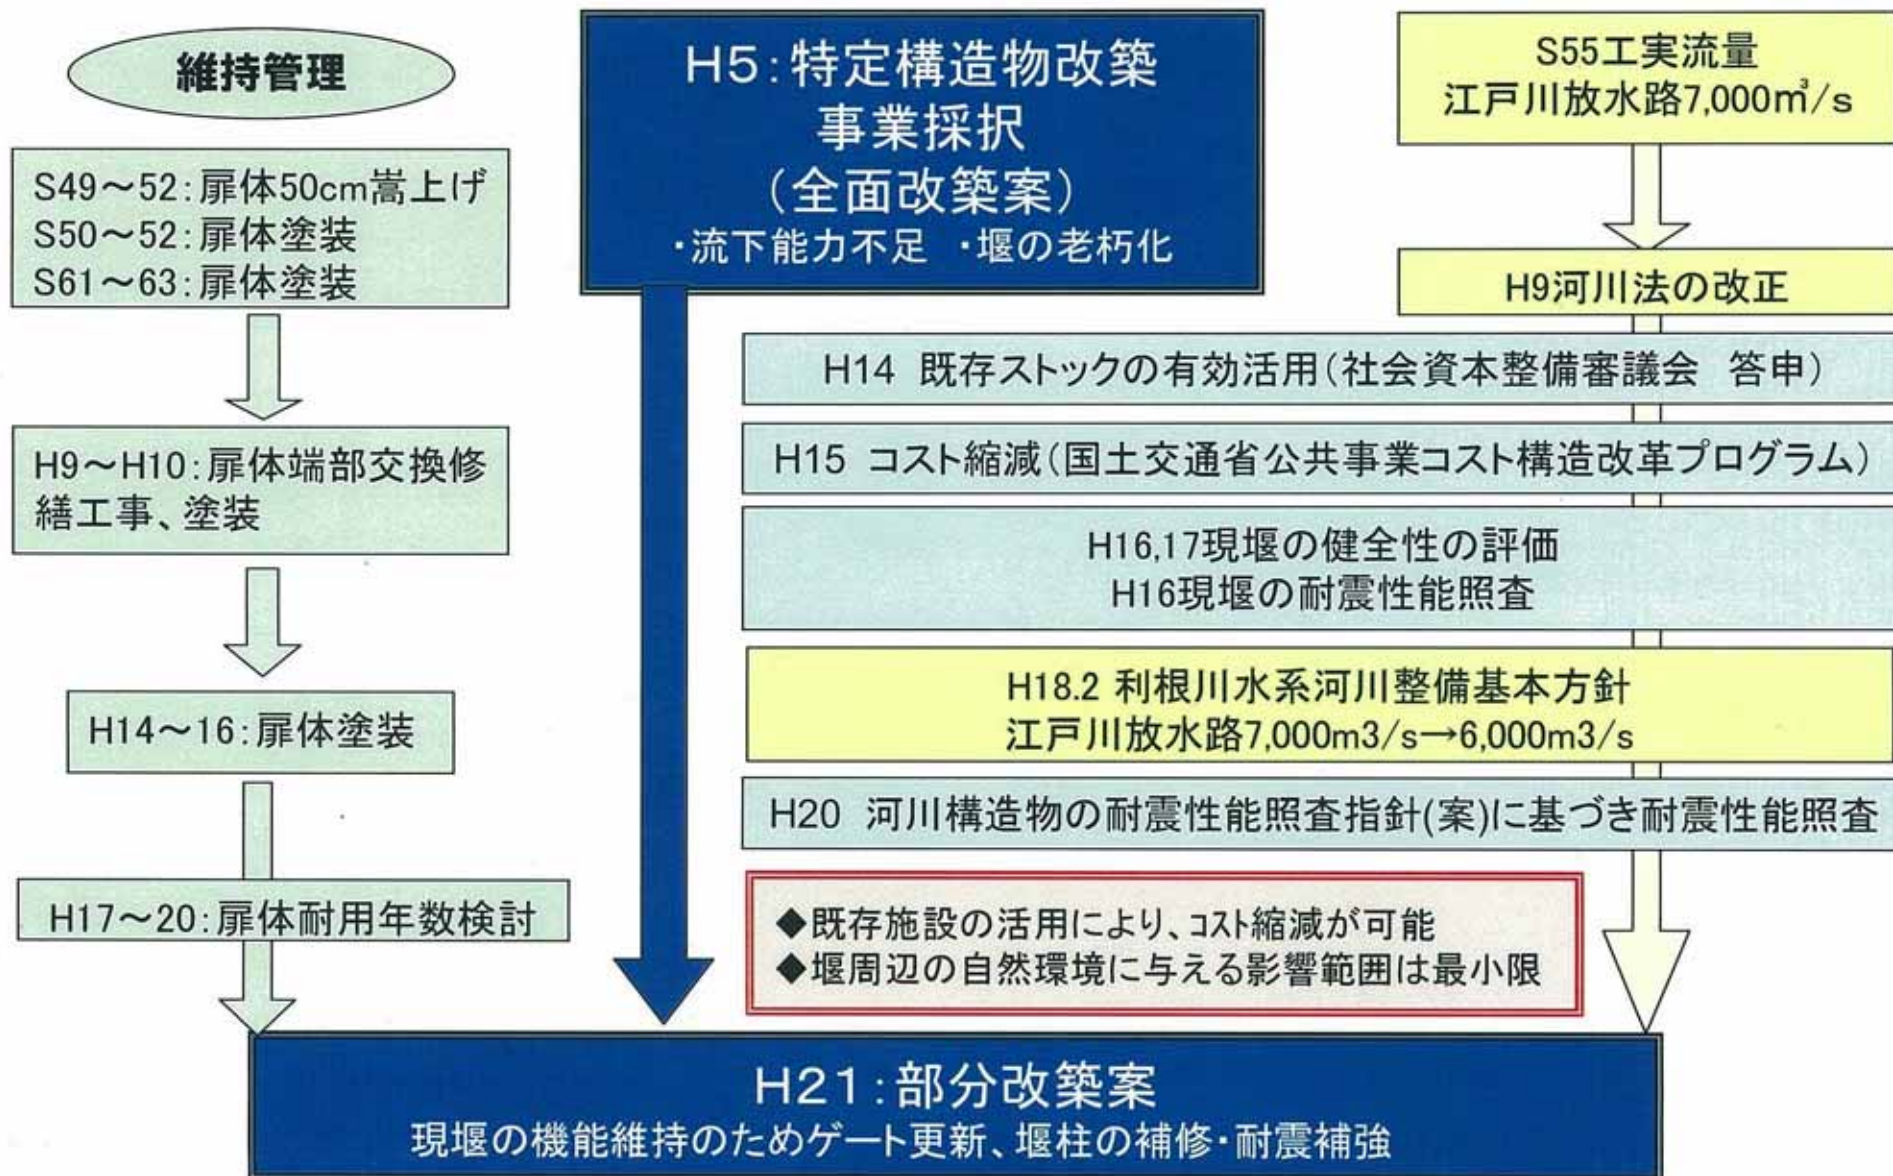 維持管理
S49～52：扉体50cm嵩上げ
S50～52：扉体塗装
S61～63：扉体塗装
H9～H10：扉体端部交換修
繕工事、塗装
H14～16：扉体塗装
H17～20：扉体耐用年数検討
H5：特定構造物改築
事業採択
（全面改築案）
・流下能力不足　・堰の老朽化
S55工実流量
江戸川放水路7,000㎥/s
H9河川法の改正
H14 既存ストックの有効活用（社会資本整備審議会　答申）
H15 コスト縮減（国土交通省公共事業コスト構造改革プログラム）
H16,17現堰の健全性の評価
H16現堰の耐震性能照査
H18.2 利根川水系河川整備基本方針
江戸川放水路7,000m3/s→6,000m3/s
H20 河川構造物の耐震性能照査指針(案)に基づき耐震性能照査
◆既存施設の活用により、コスト縮減が可能
◆堰周辺の自然環境に与える影響範囲は最小限
H21：部分改築案
現堰の機能維持のためゲート更新、堰柱の補修・耐震補強